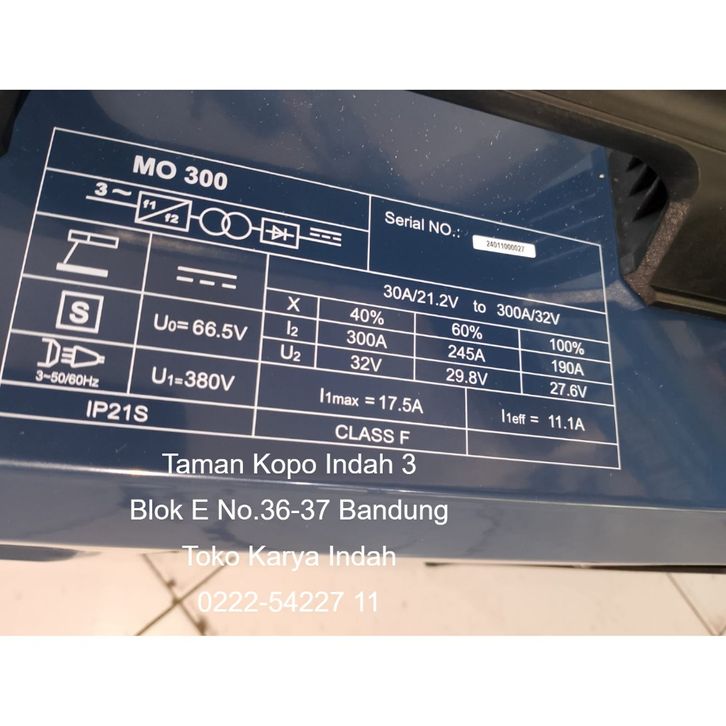 MO 300
Serial NO.:
24011000027
3~
f1
f2
30A/21.2V to 300A/32V
X 40% 60% 100%
I2 300A 245A 190A
U2 32V 29.8V 27.6V
S
U0=66.5V
3~50/60Hz
U1=380V
I1max =17.5A
I1eff = 11.1A
IP21S
CLASS F
Taman Kopo Indah 3
Blok E No.36-37 Bandung
Toko Karya Indah
0222-54227 11